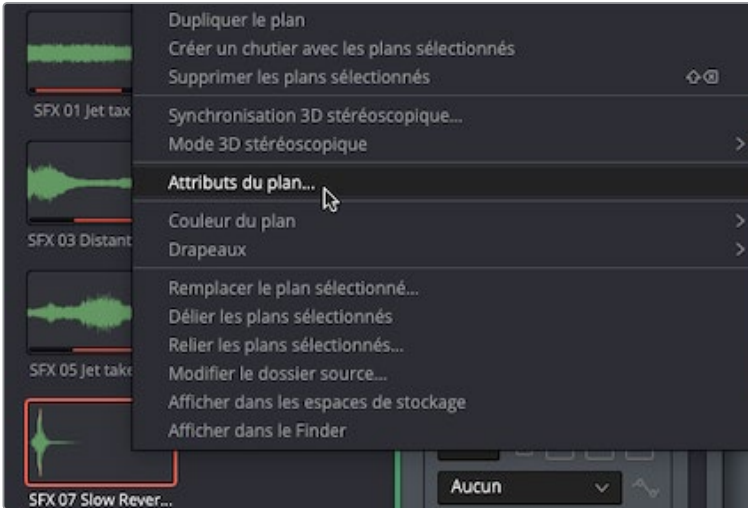 Dupliquer le plan
Créer un chutier avec les plans sélectionnés
Supprimer les plans sélectionnés
SFX 01 Jet tax
Synchronisation 3D stéréoscopique...
Mode 3D stéréoscopique
Attributs du plan...
Couleur du plan
SFX 03 Distant
Drapeaux
Remplacer le plan sélectionné...
Délier les plans sélectionnés
Relier les plans sélectionnés...
SFX 05 Jet take
Modifier le dossier source...
Afficher dans les espaces de stockage
Afficher dans le Finder
Aucun
SFX 07 Slow Rever...